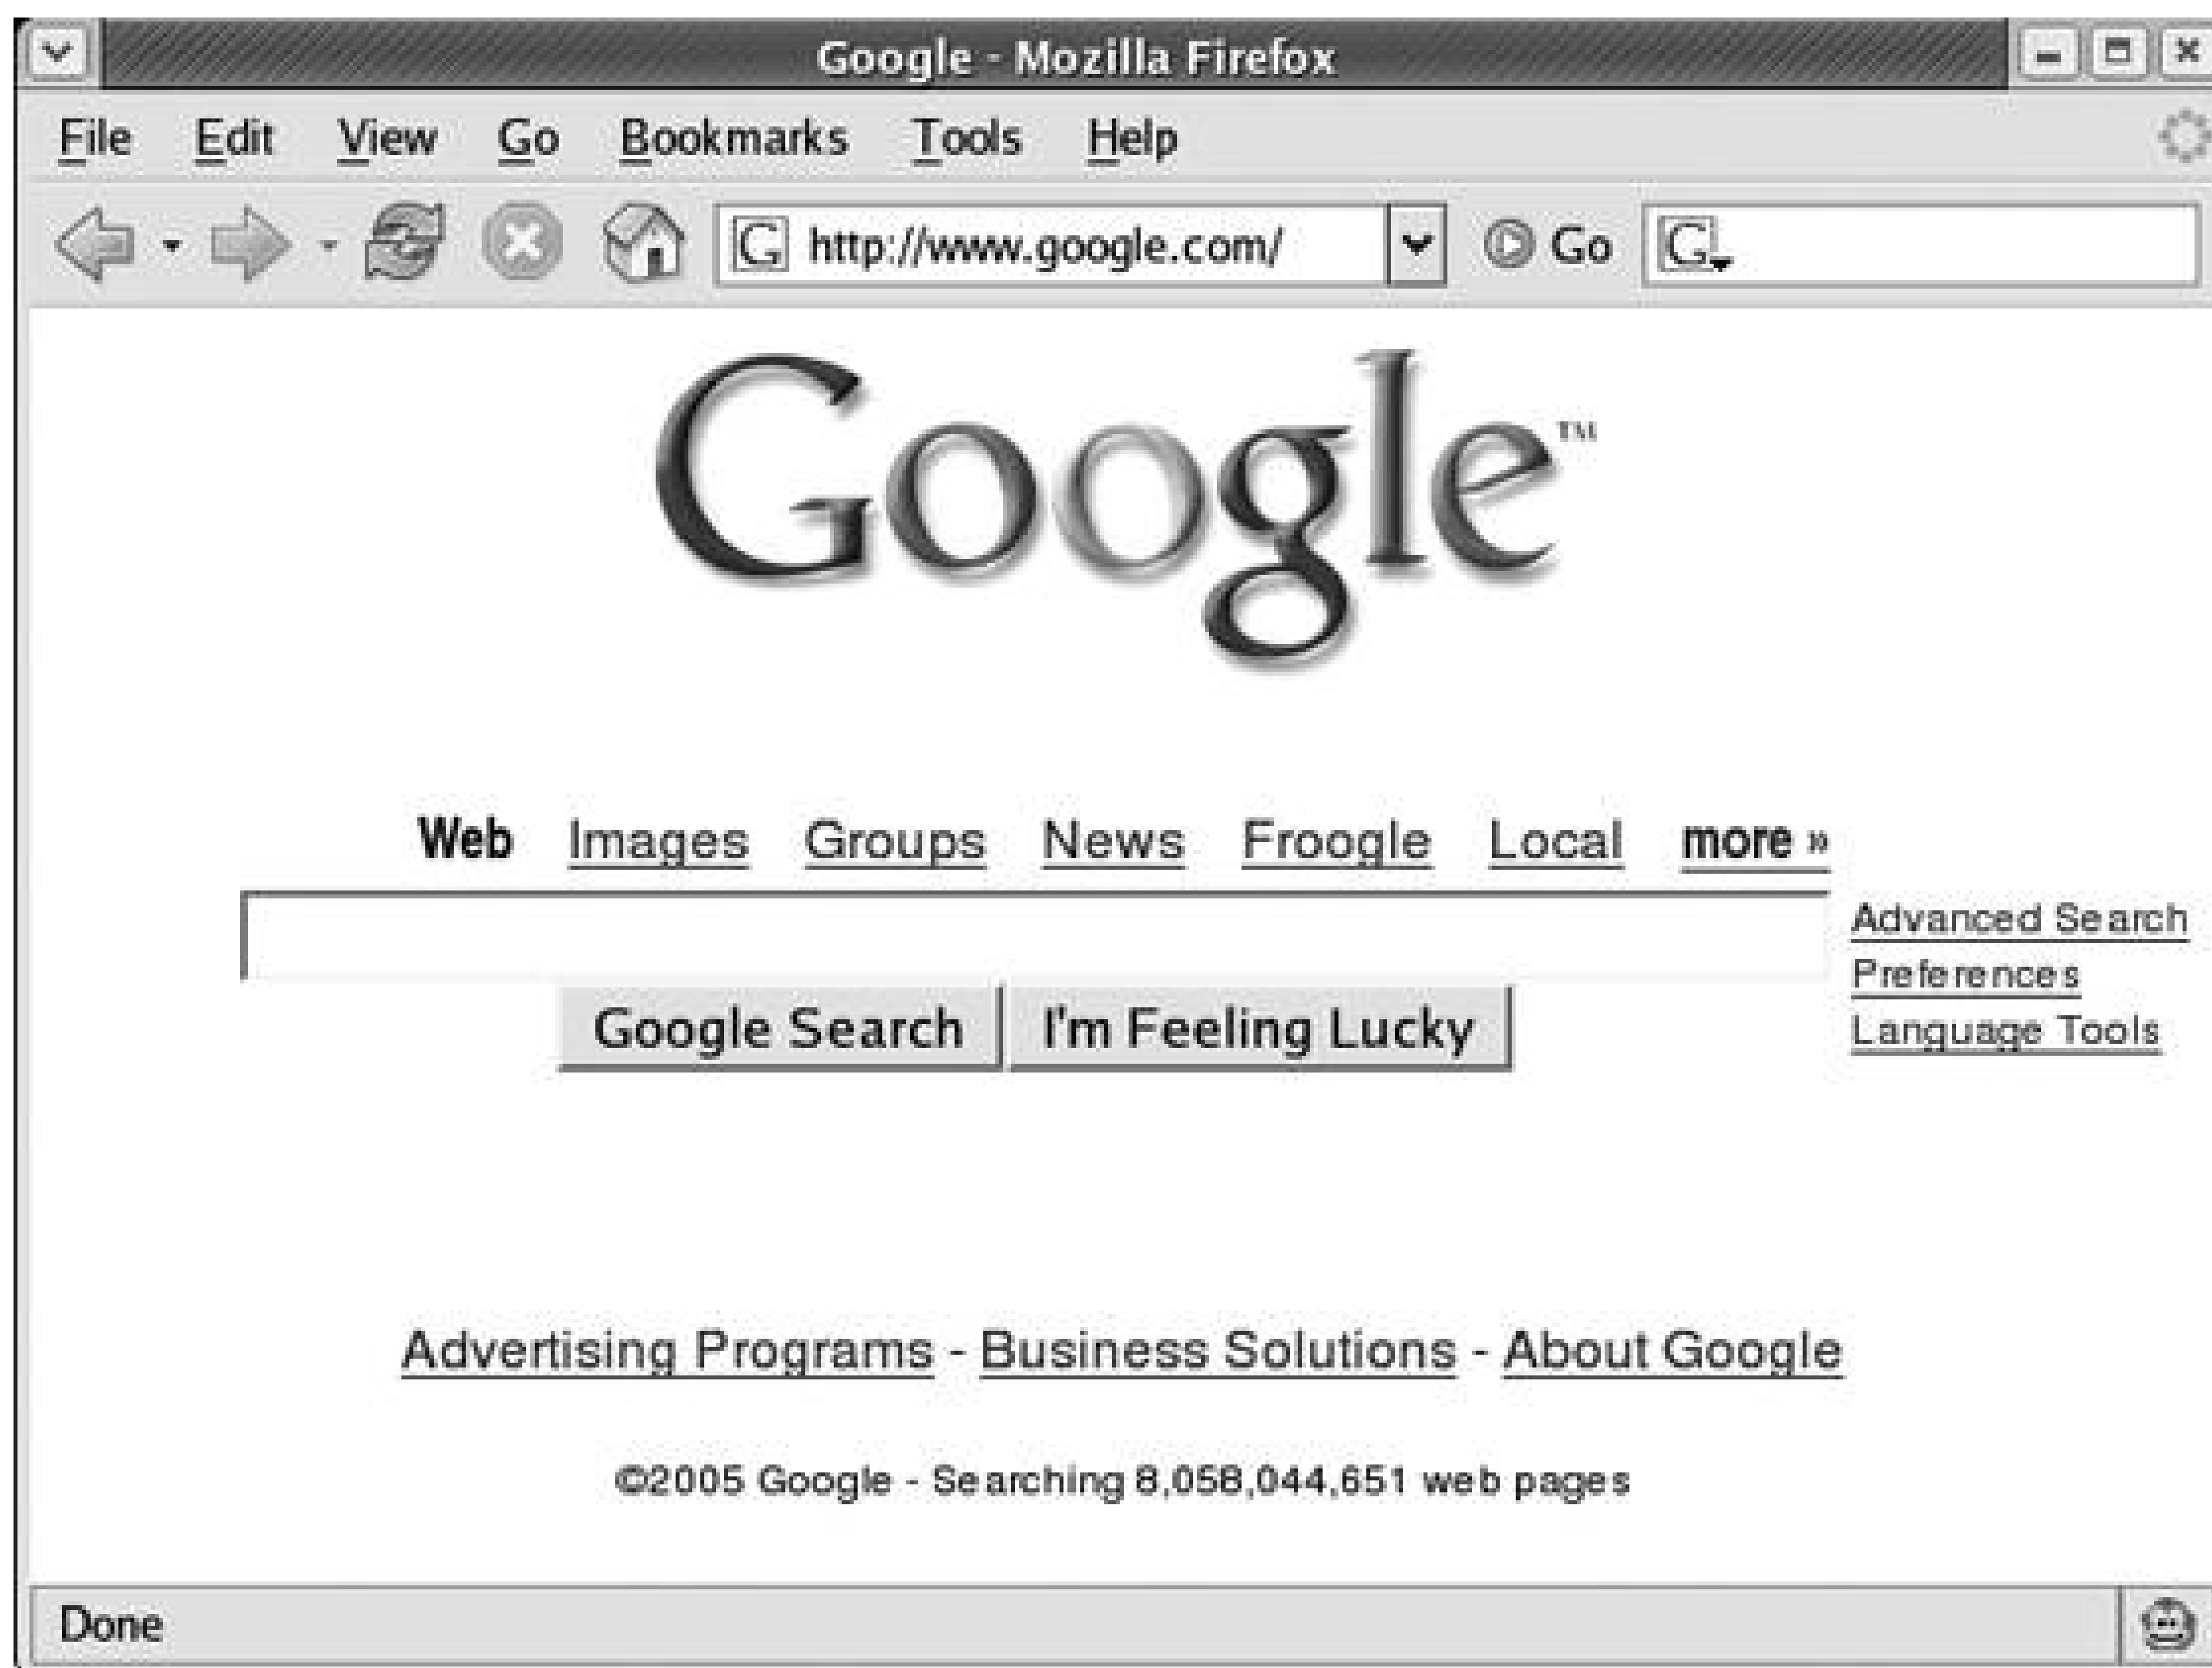 Google - Mozilla Firefox
File Edit View Go Bookmarks Tools Help
G http://www.google.com/ Go G
Google™
Web Images Groups News Froogle Local more »
Advanced Search
Preferences
Language Tools
Google Search I'm Feeling Lucky
Advertising Programs - Business Solutions - About Google
©2005 Google - Searching 8,058,044,651 web pages
Done